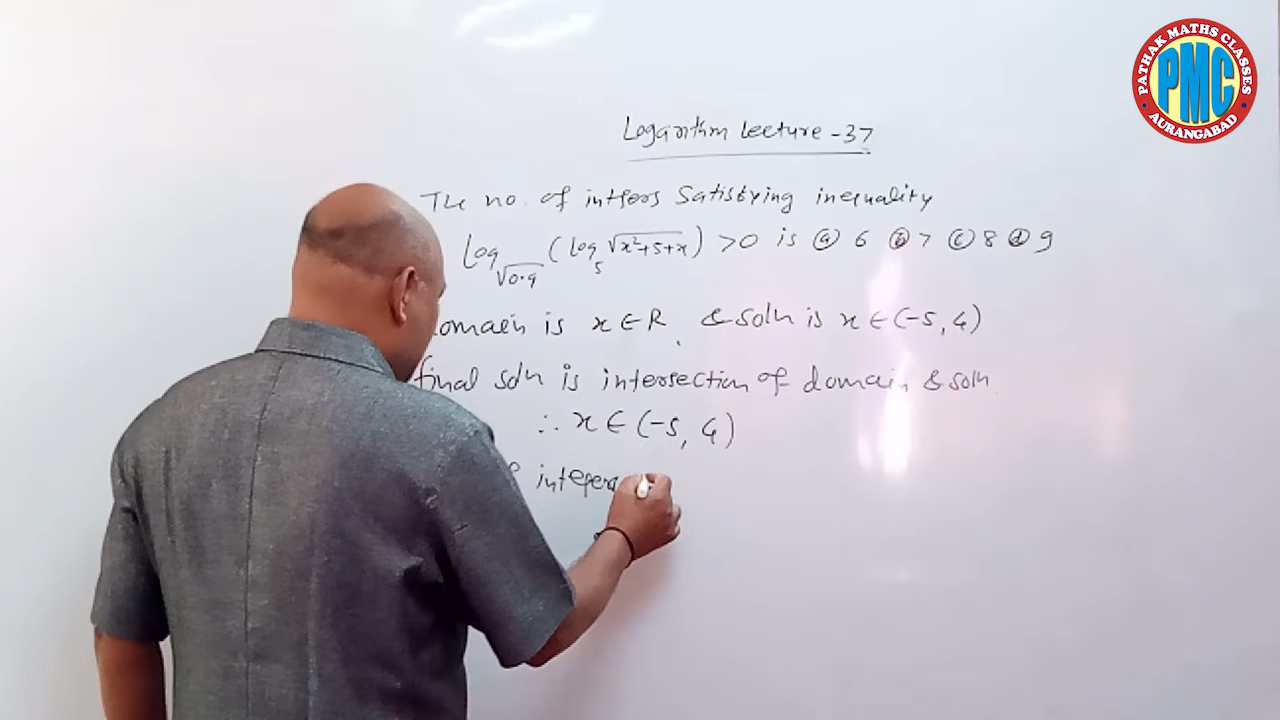 PATHAK MATHS CLASSES
PMC
AURANGABAD
Logarithm Lecture -37
The no. of intgers Satisfying inequality
Log√0.9 (log5 √x²+5+x) >0 is ⓐ 6 ⓑ 7 ⓒ 8 ⓓ 9
omain is x∈R & soln is x∈(-5, 4)
final soln is intersection of domain & soln
∴ x∈(-5, 4)
integers